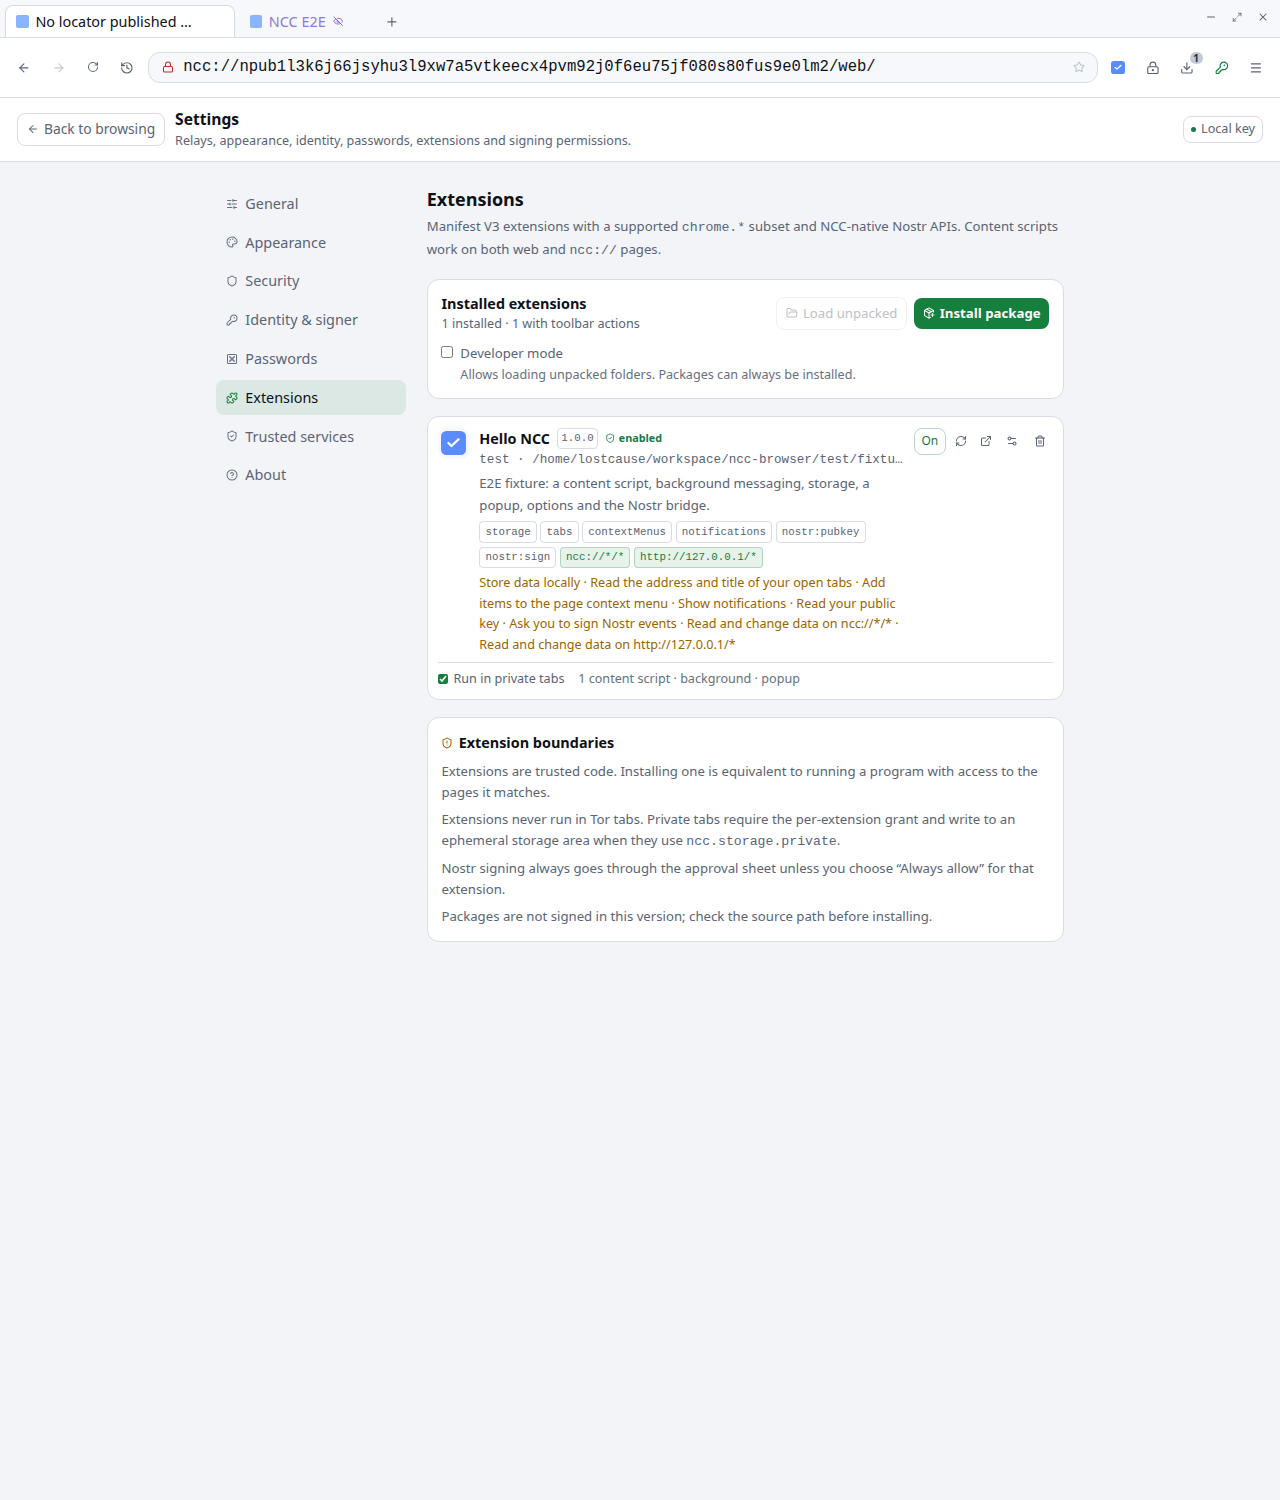 No locator published ...
NCC E2E
ncc://npub1l3k6j66jsyhu3l9xw7a5vtkeecx4pvm92j0f6eu75jf080s80fus9e0lm2/web/
1
Back to browsing
Settings
Relays, appearance, identity, passwords, extensions and signing permissions.
Local key
General
Appearance
Security
Identity & signer
Passwords
Extensions
Trusted services
About
Extensions
Manifest V3 extensions with a supported chrome.* subset and NCC-native Nostr APIs. Content scripts
work on both web and ncc:// pages.
Installed extensions
1 installed · 1 with toolbar actions
Load unpacked
Install package
Developer mode
Allows loading unpacked folders. Packages can always be installed.
Hello NCC 1.0.0 enabled
On
test · /home/lostcause/workspace/ncc-browser/test/fixtu…
E2E fixture: a content script, background messaging, storage, a
popup, options and the Nostr bridge.
storage tabs contextMenus notifications nostr:pubkey
nostr:sign ncc://*/* http://127.0.0.1/*
Store data locally · Read the address and title of your open tabs · Add
items to the page context menu · Show notifications · Read your public
key · Ask you to sign Nostr events · Read and change data on ncc://*/* ·
Read and change data on http://127.0.0.1/*
Run in private tabs 1 content script · background · popup
Extension boundaries
Extensions are trusted code. Installing one is equivalent to running a program with access to the
pages it matches.
Extensions never run in Tor tabs. Private tabs require the per-extension grant and write to an
ephemeral storage area when they use ncc.storage.private.
Nostr signing always goes through the approval sheet unless you choose “Always allow” for that
extension.
Packages are not signed in this version; check the source path before installing.